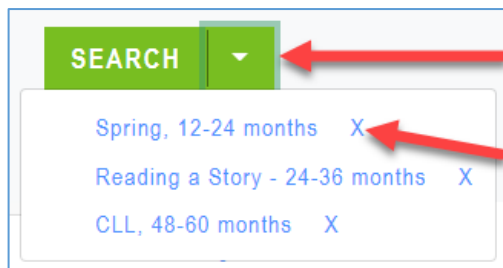 SEARCH
Spring, 12-24 months X
Reading a Story - 24-36 months X
CLL, 48-60 months X